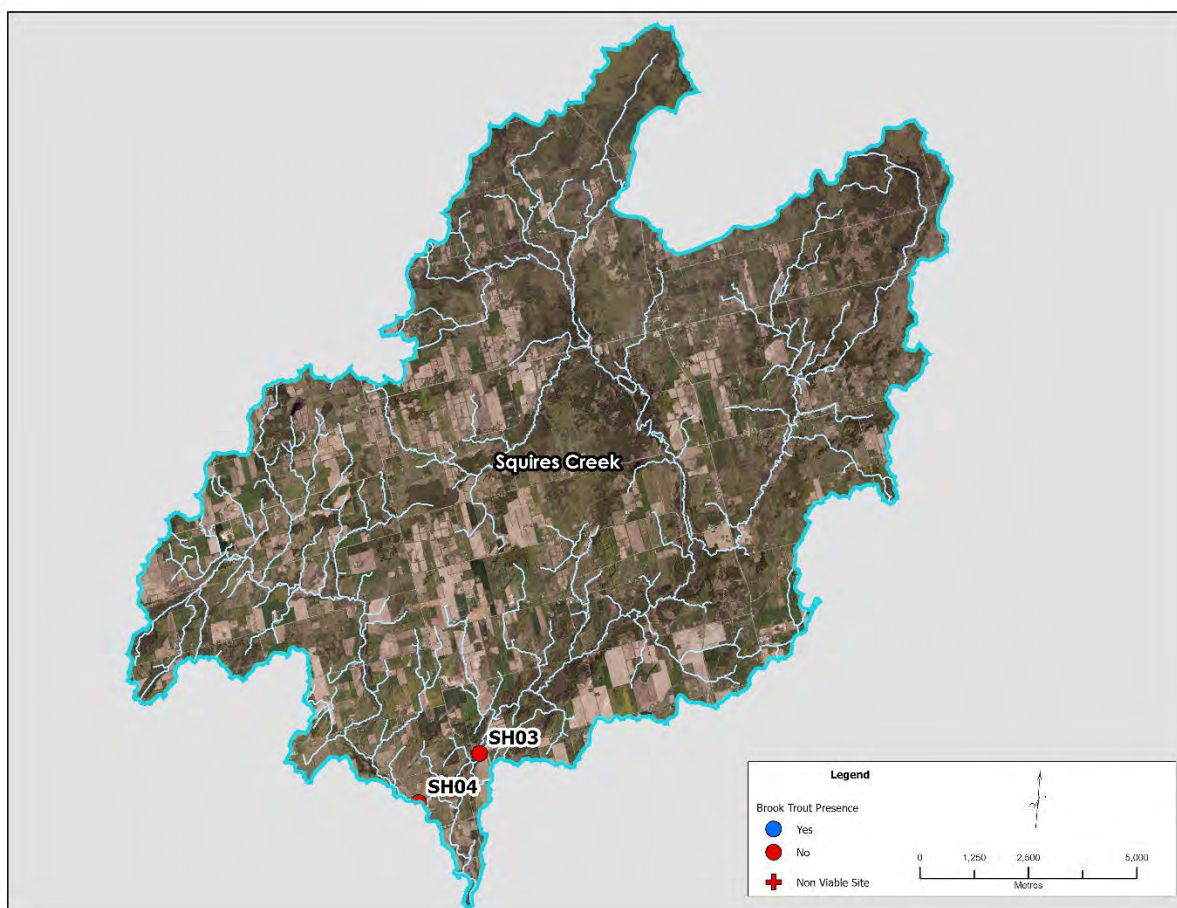 Squires Creek
SH03
SH04
Legend
Brook Trout Presence
Yes
No
Non Viable Site
0 1,250 2,500 5,000
Metres